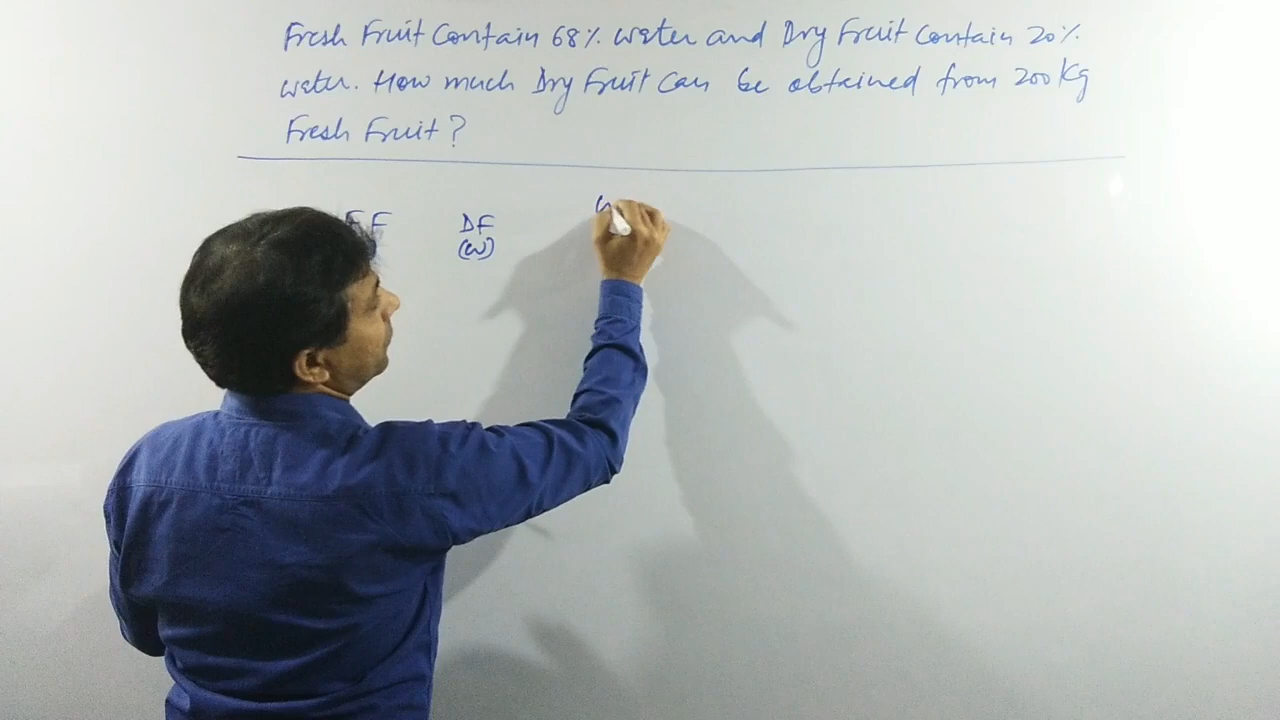 Fresh Fruit Contain 68% water and Dry Fruit Contain 20%
water. How much Dry Fruit Can be obtained from 200 Kg
Fresh Fruit?
FF DF
(W)